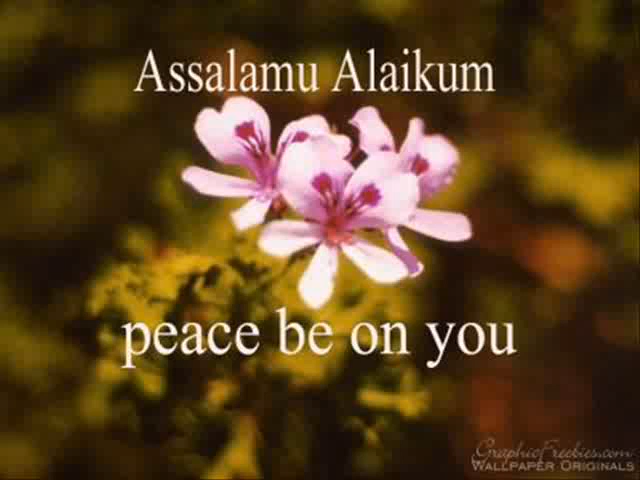 Assalamu Alaikum
peace be on you
GraphicFreebies.com
WALLPAPER ORIGINALS